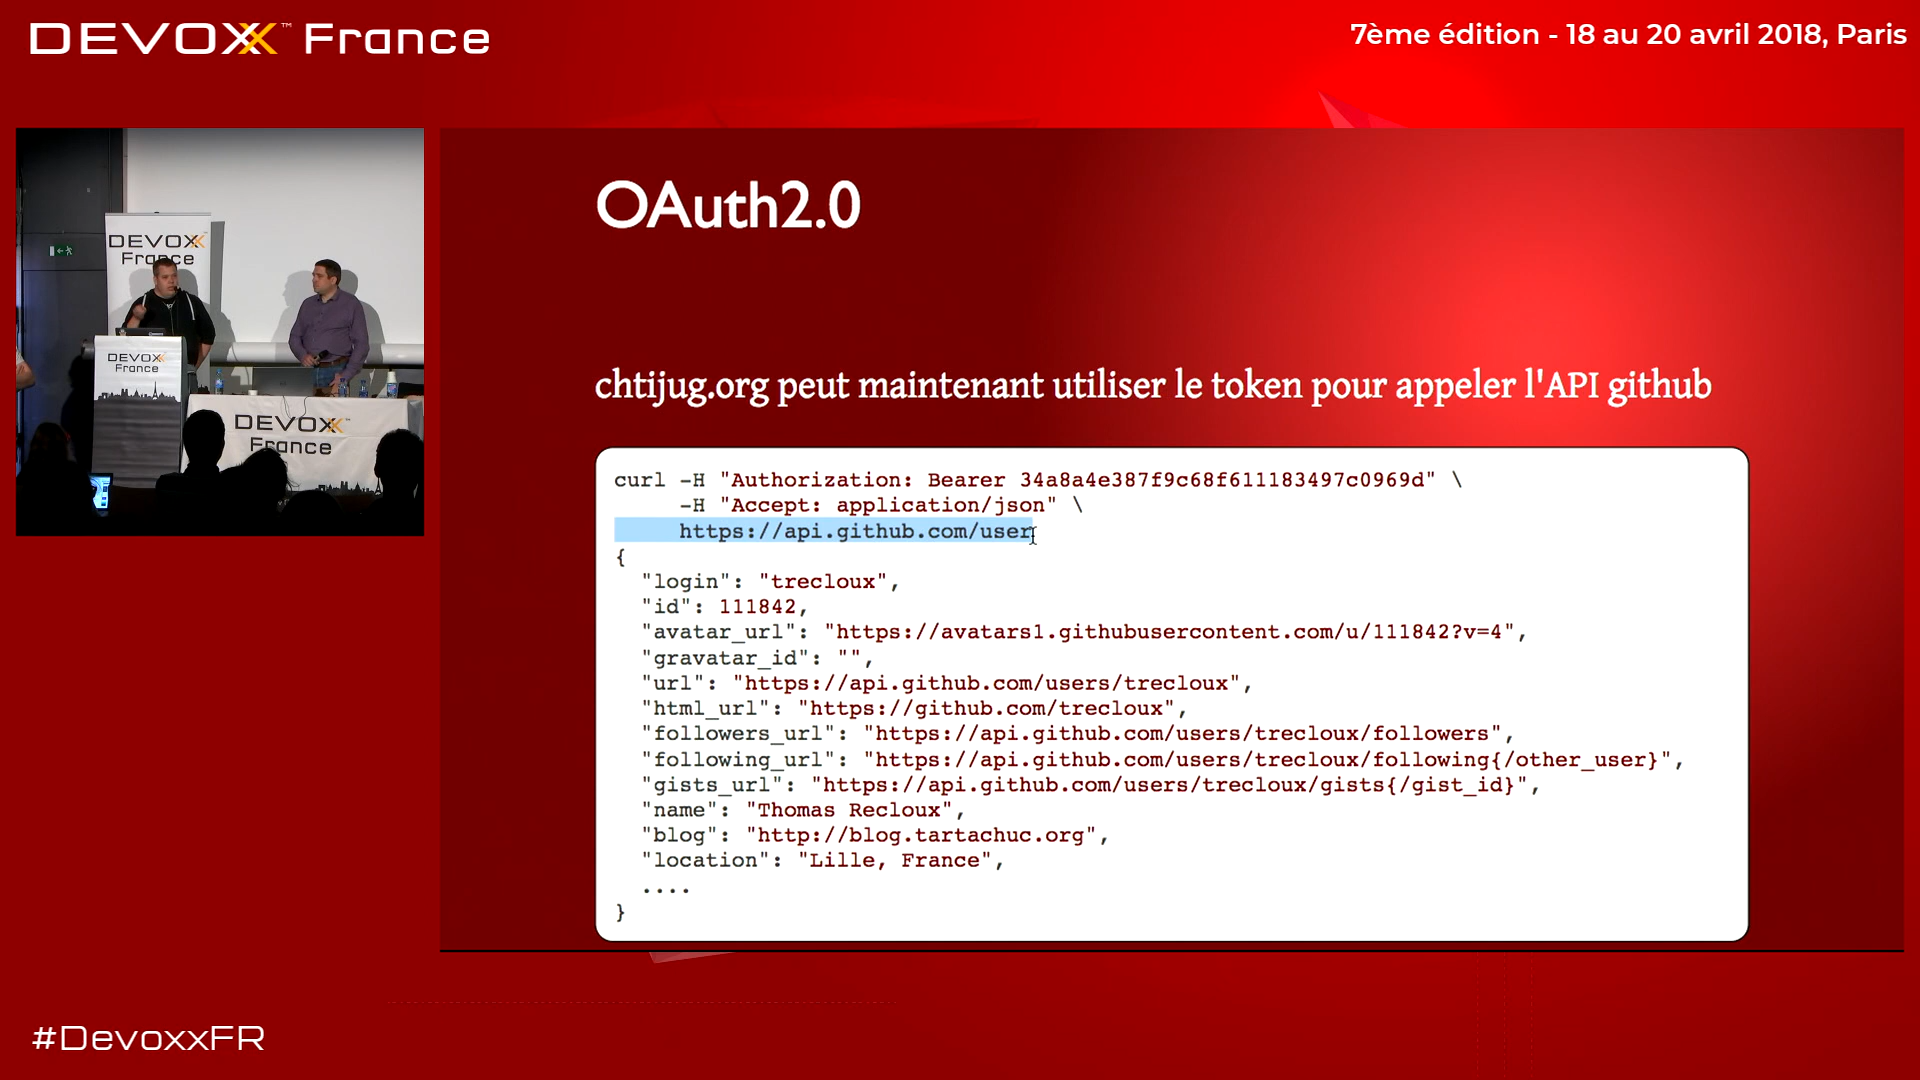 DEVOXX™ France
7ème édition - 18 au 20 avril 2018, Paris
DEVOXX
France
DEVOXX
France
DEVOXX™
France
OAuth2.0
chtijug.org peut maintenant utiliser le token pour appeler l'API github
curl -H "Authorization: Bearer 34a8a4e387f9c68f611183497c0969d" \
-H "Accept: application/json" \
https://api.github.com/user
{
"login": "trecloux",
"id": 111842,
"avatar_url": "https://avatars1.githubusercontent.com/u/111842?v=4",
"gravatar_id": "",
"url": "https://api.github.com/users/trecloux",
"html_url": "https://github.com/trecloux",
"followers_url": "https://api.github.com/users/trecloux/followers",
"following_url": "https://api.github.com/users/trecloux/following{/other_user}",
"gists_url": "https://api.github.com/users/trecloux/gists{/gist_id}",
"name": "Thomas Recloux",
"blog": "http://blog.tartachuc.org",
"location": "Lille, France",
....
}
#DevoxxFR